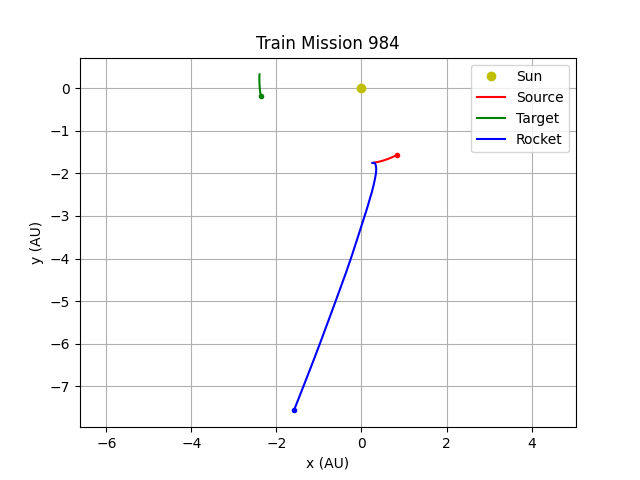 Train Mission 984
Sun
Source
Target
Rocket
0
−1
−2
−3
−4
−5
−6
−7
y (AU)
−6
−4
−2
0
2
4
x (AU)